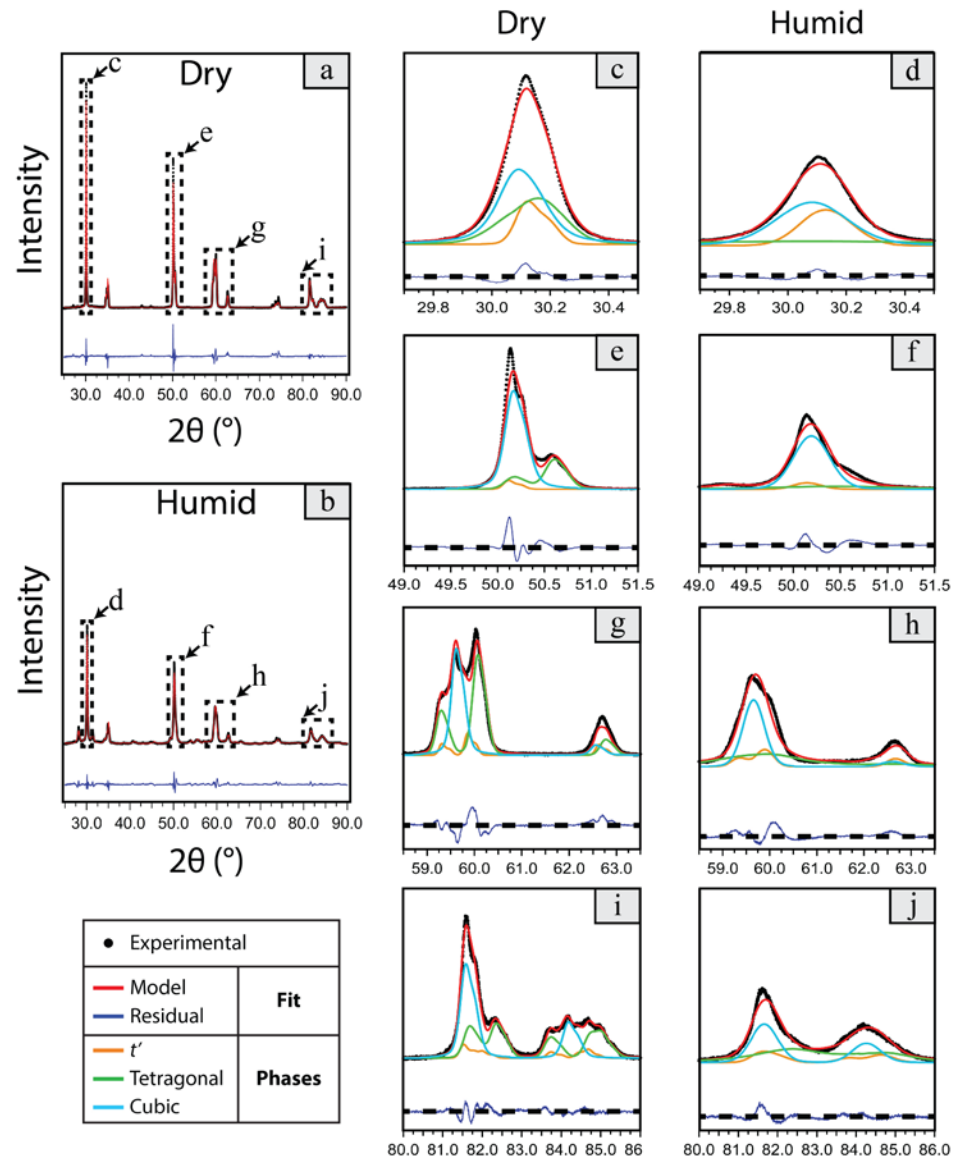 Dry
Humid
Dry
a
c
e
g
i
Intensity
30.0 40.0 50.0 60.0 70.0 80.0 90.0
2θ (°)
Humid
b
d
f
h
j
Intensity
30.0 40.0 50.0 60.0 70.0 80.0 90.0
2θ (°)
Experimental
Model
Residual
Fit
t'
Tetragonal
Cubic
Phases
c
29.8 30.0 30.2 30.4
d
29.8 30.0 30.2 30.4
e
49.0 49.5 50.0 50.5 51.0 51.5
f
49.0 49.5 50.0 50.5 51.0 51.5
g
59.0 60.0 61.0 62.0 63.0
h
59.0 60.0 61.0 62.0 63.0
i
80.0 81.0 82.0 83.0 84.0 85.0 86.0
j
80.0 81.0 82.0 83.0 84.0 85.0 86.0